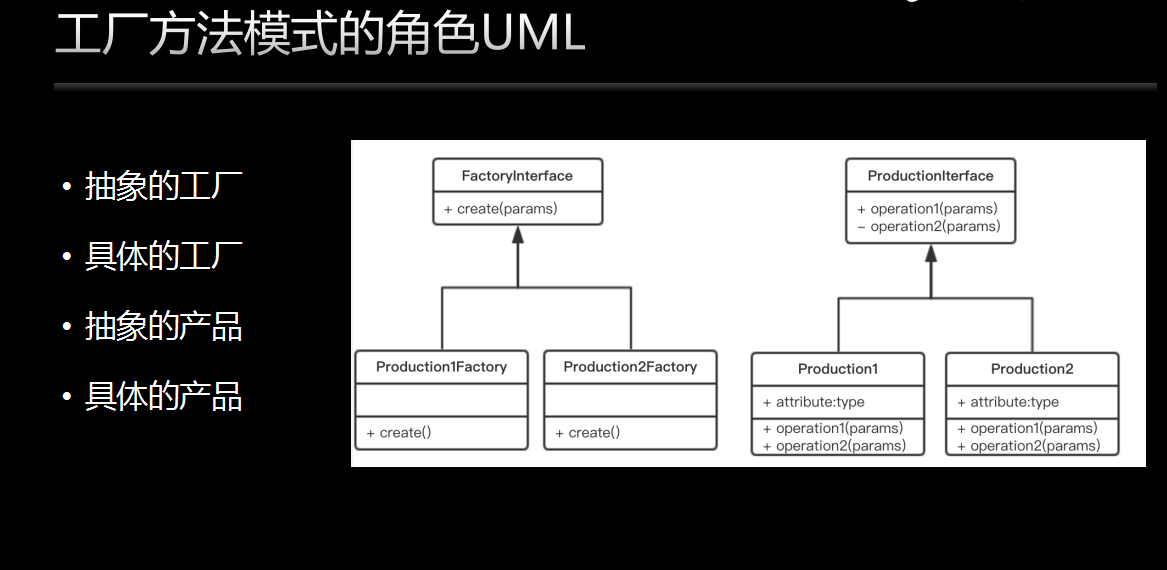 工厂方法模式的角色UML
• 抽象的工厂
• 具体的工厂
• 抽象的产品
• 具体的产品
FactoryInterface
+ create(params)
Production1Factory
+ create()
Production2Factory
+ create()
ProductionIterface
+ operation1(params)
− operation2(params)
Production1
+ attribute:type
+ operation1(params)
+ operation2(params)
Production2
+ attribute:type
+ operation1(params)
+ operation2(params)